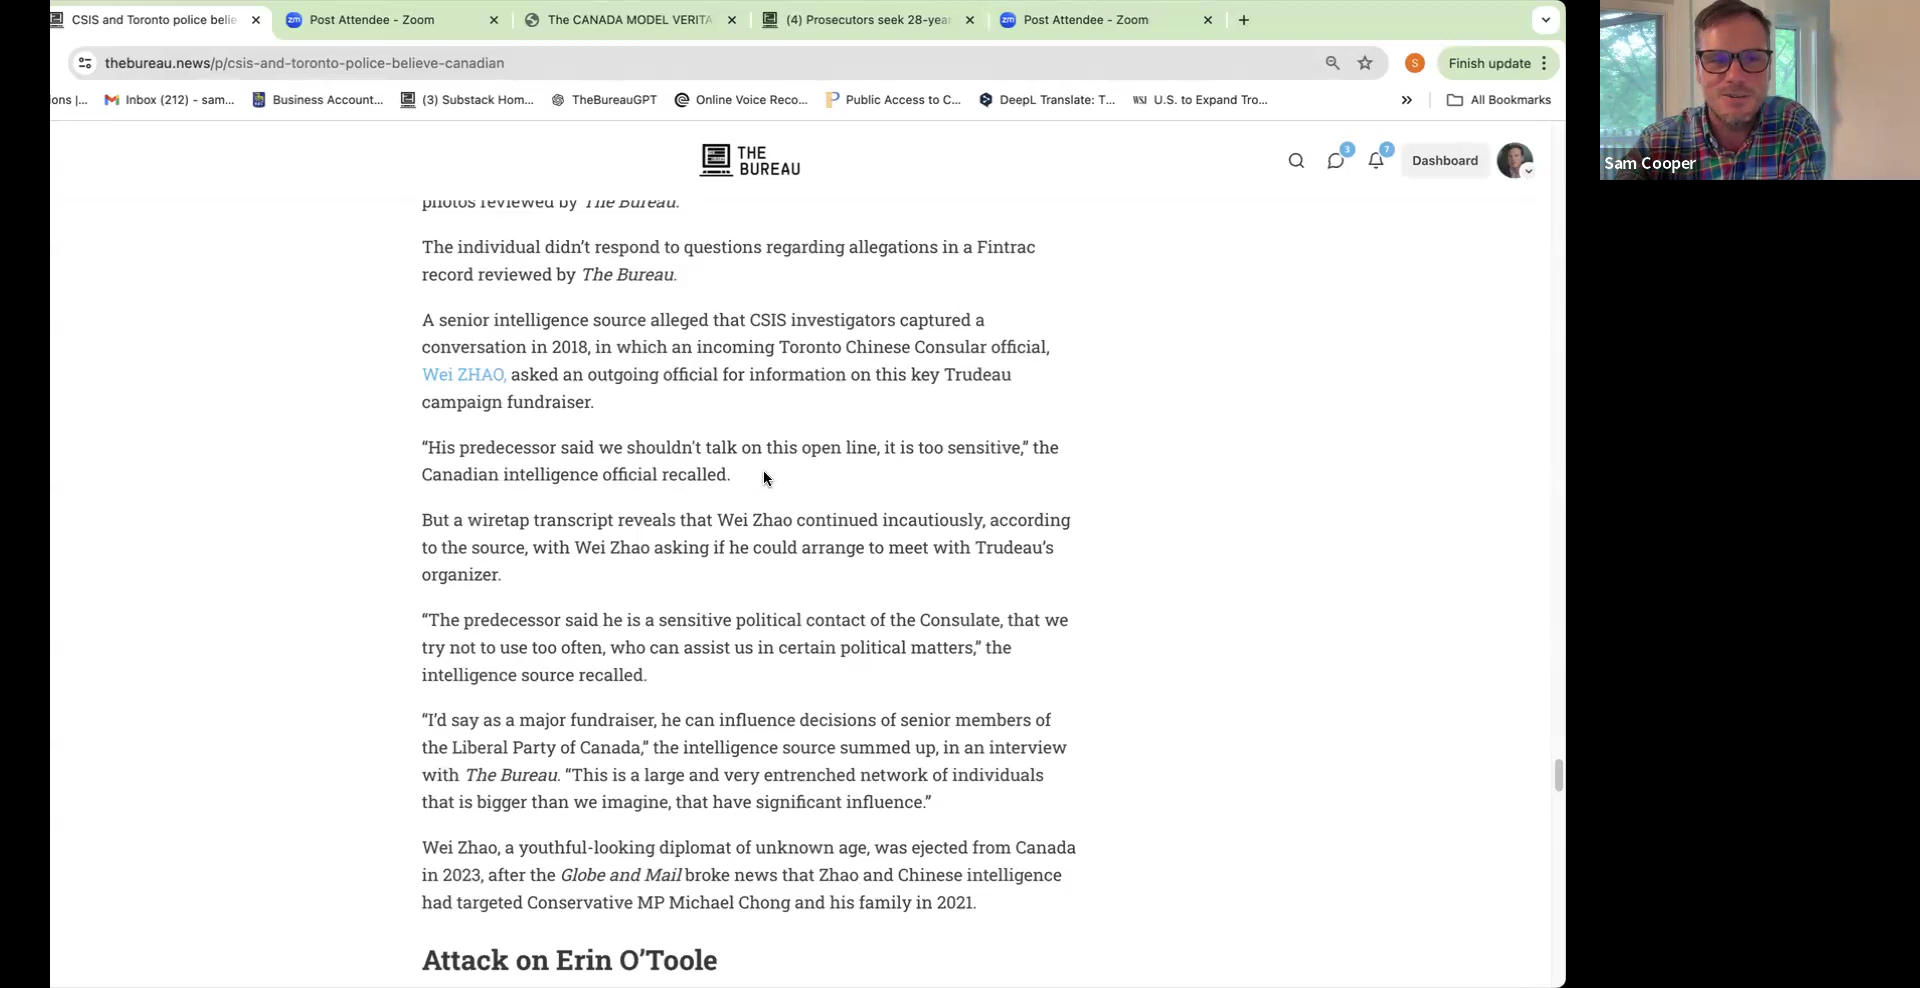 CSIS and Toronto police belie
Post Attendee - Zoom
The CANADA MODEL VERITA
(4) Prosecutors seek 28-yea
Post Attendee - Zoom
thebureau.news/p/csis-and-toronto-police-believe-canadian
S
Finish update
ions |...
Inbox (212) - sam...
Business Account...
(3) Substack Hom...
TheBureauGPT
Online Voice Reco...
Public Access to C...
DeepL Translate: T...
WSJ
U.S. to Expand Tro...
»
All Bookmarks
Sam Cooper
THE
BUREAU
3
7
Dashboard
photos reviewed by The Bureau.
The individual didn’t respond to questions regarding allegations in a Fintrac
record reviewed by The Bureau.
A senior intelligence source alleged that CSIS investigators captured a
conversation in 2018, in which an incoming Toronto Chinese Consular official,
Wei ZHAO, asked an outgoing official for information on this key Trudeau
campaign fundraiser.
“His predecessor said we shouldn't talk on this open line, it is too sensitive,” the
Canadian intelligence official recalled.
But a wiretap transcript reveals that Wei Zhao continued incautiously, according
to the source, with Wei Zhao asking if he could arrange to meet with Trudeau’s
organizer.
“The predecessor said he is a sensitive political contact of the Consulate, that we
try not to use too often, who can assist us in certain political matters,” the
intelligence source recalled.
“I’d say as a major fundraiser, he can influence decisions of senior members of
the Liberal Party of Canada,” the intelligence source summed up, in an interview
with The Bureau. “This is a large and very entrenched network of individuals
that is bigger than we imagine, that have significant influence.”
Wei Zhao, a youthful-looking diplomat of unknown age, was ejected from Canada
in 2023, after the Globe and Mail broke news that Zhao and Chinese intelligence
had targeted Conservative MP Michael Chong and his family in 2021.
Attack on Erin O’Toole